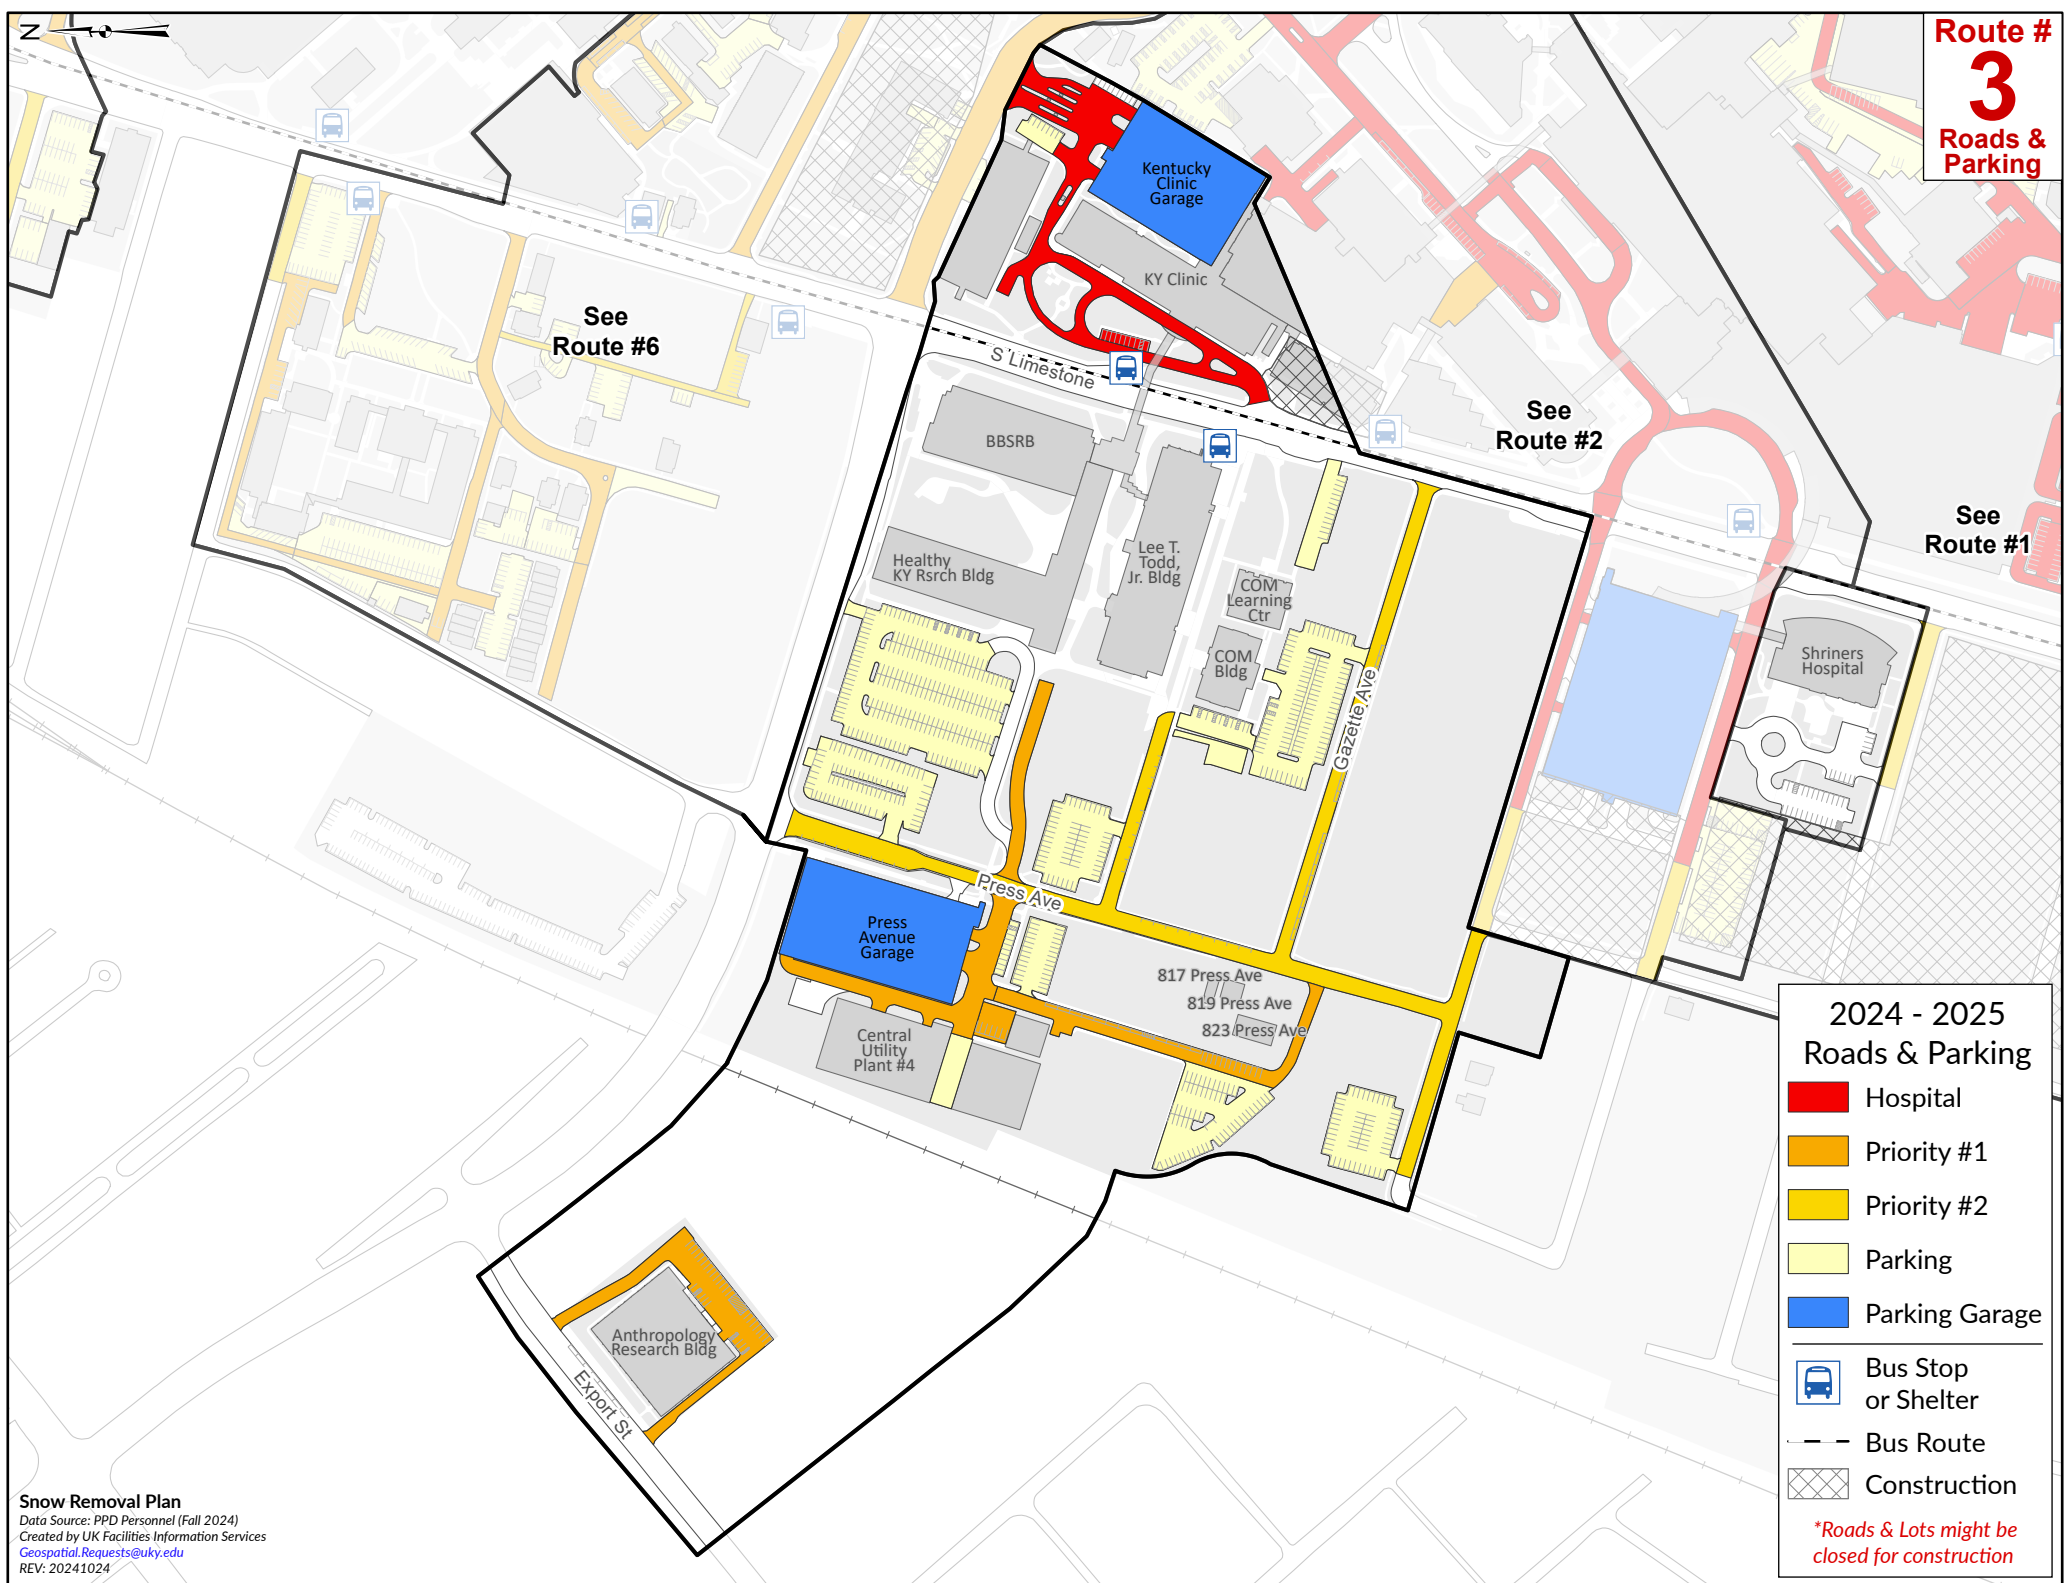 N
Route #
3
Roads &
Parking
Kentucky
Clinic
Garage
KY Clinic
See
Route #6
S Limestone
See
Route #2
BBSRB
See
Route #1
Healthy
KY Rsrch Bldg
Lee T.
Todd,
Jr. Bldg
COM
Learning
Ctr
COM
Bldg
Shriners
Hospital
Gazette Ave
Press Ave
Press
Avenue
Garage
817 Press Ave
819 Press Ave
823 Press Ave
Central
Utility
Plant #4
Anthropology
Research Bldg
Export St
2024 - 2025
Roads & Parking
Hospital
Priority #1
Priority #2
Parking
Parking Garage
Bus Stop
or Shelter
Bus Route
Construction
*Roads & Lots might be
closed for construction
Snow Removal Plan
Data Source: PPD Personnel (Fall 2024)
Created by UK Facilities Information Services
Geospatial.Requests@uky.edu
REV: 20241024